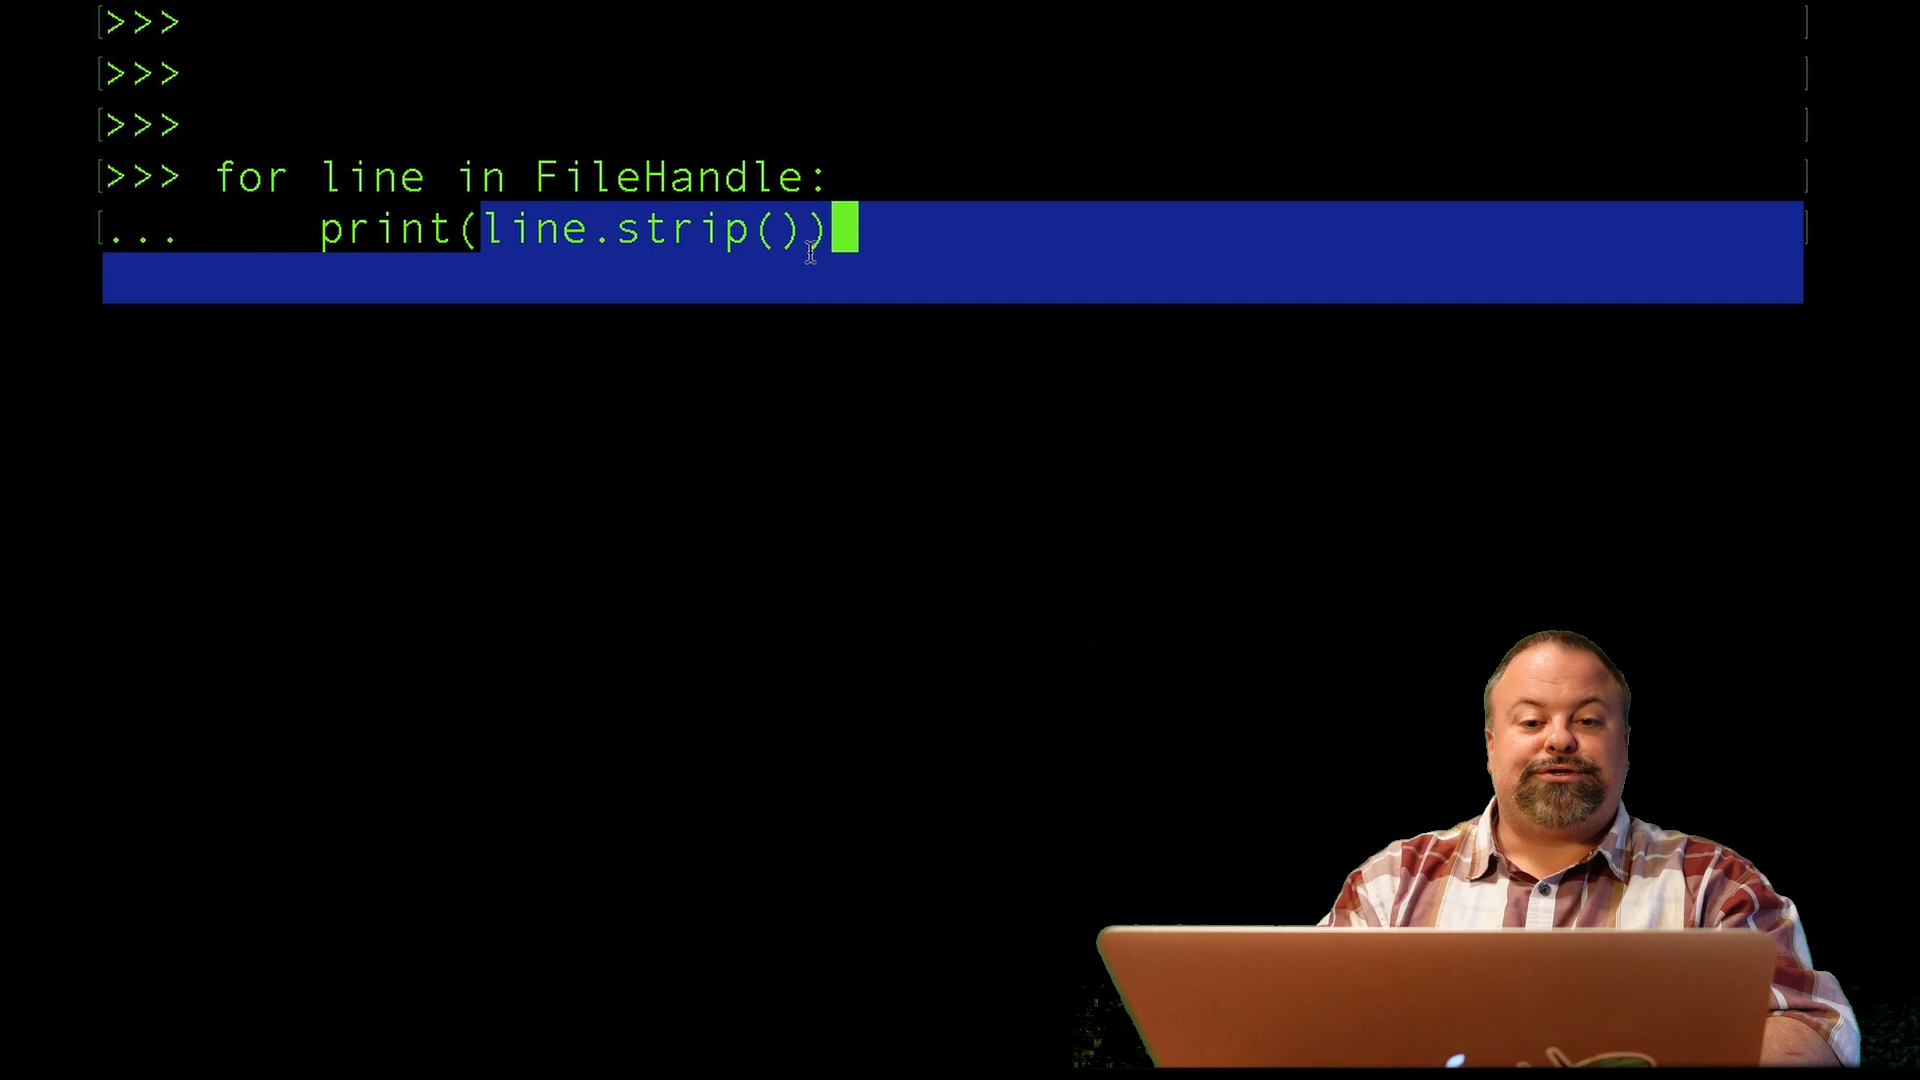 [>>> ]
[>>> ]
[>>> ]
[>>> for line in FileHandle: ]
[...     print(line.strip()) ]